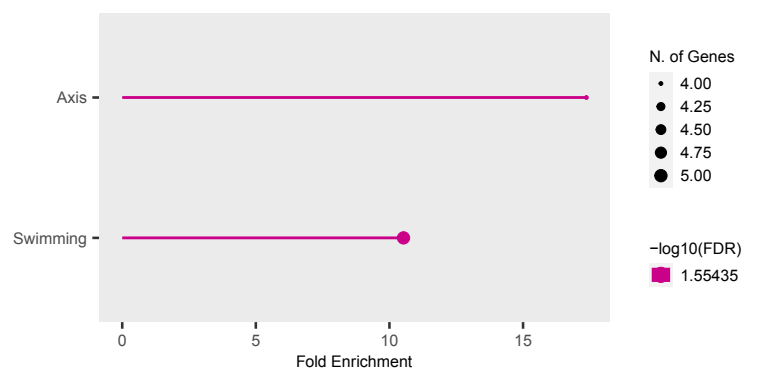 Axis
Swimming
0
5
10
15
Fold Enrichment
N. of Genes
4.00
4.25
4.50
4.75
5.00
−log10(FDR)
1.55435